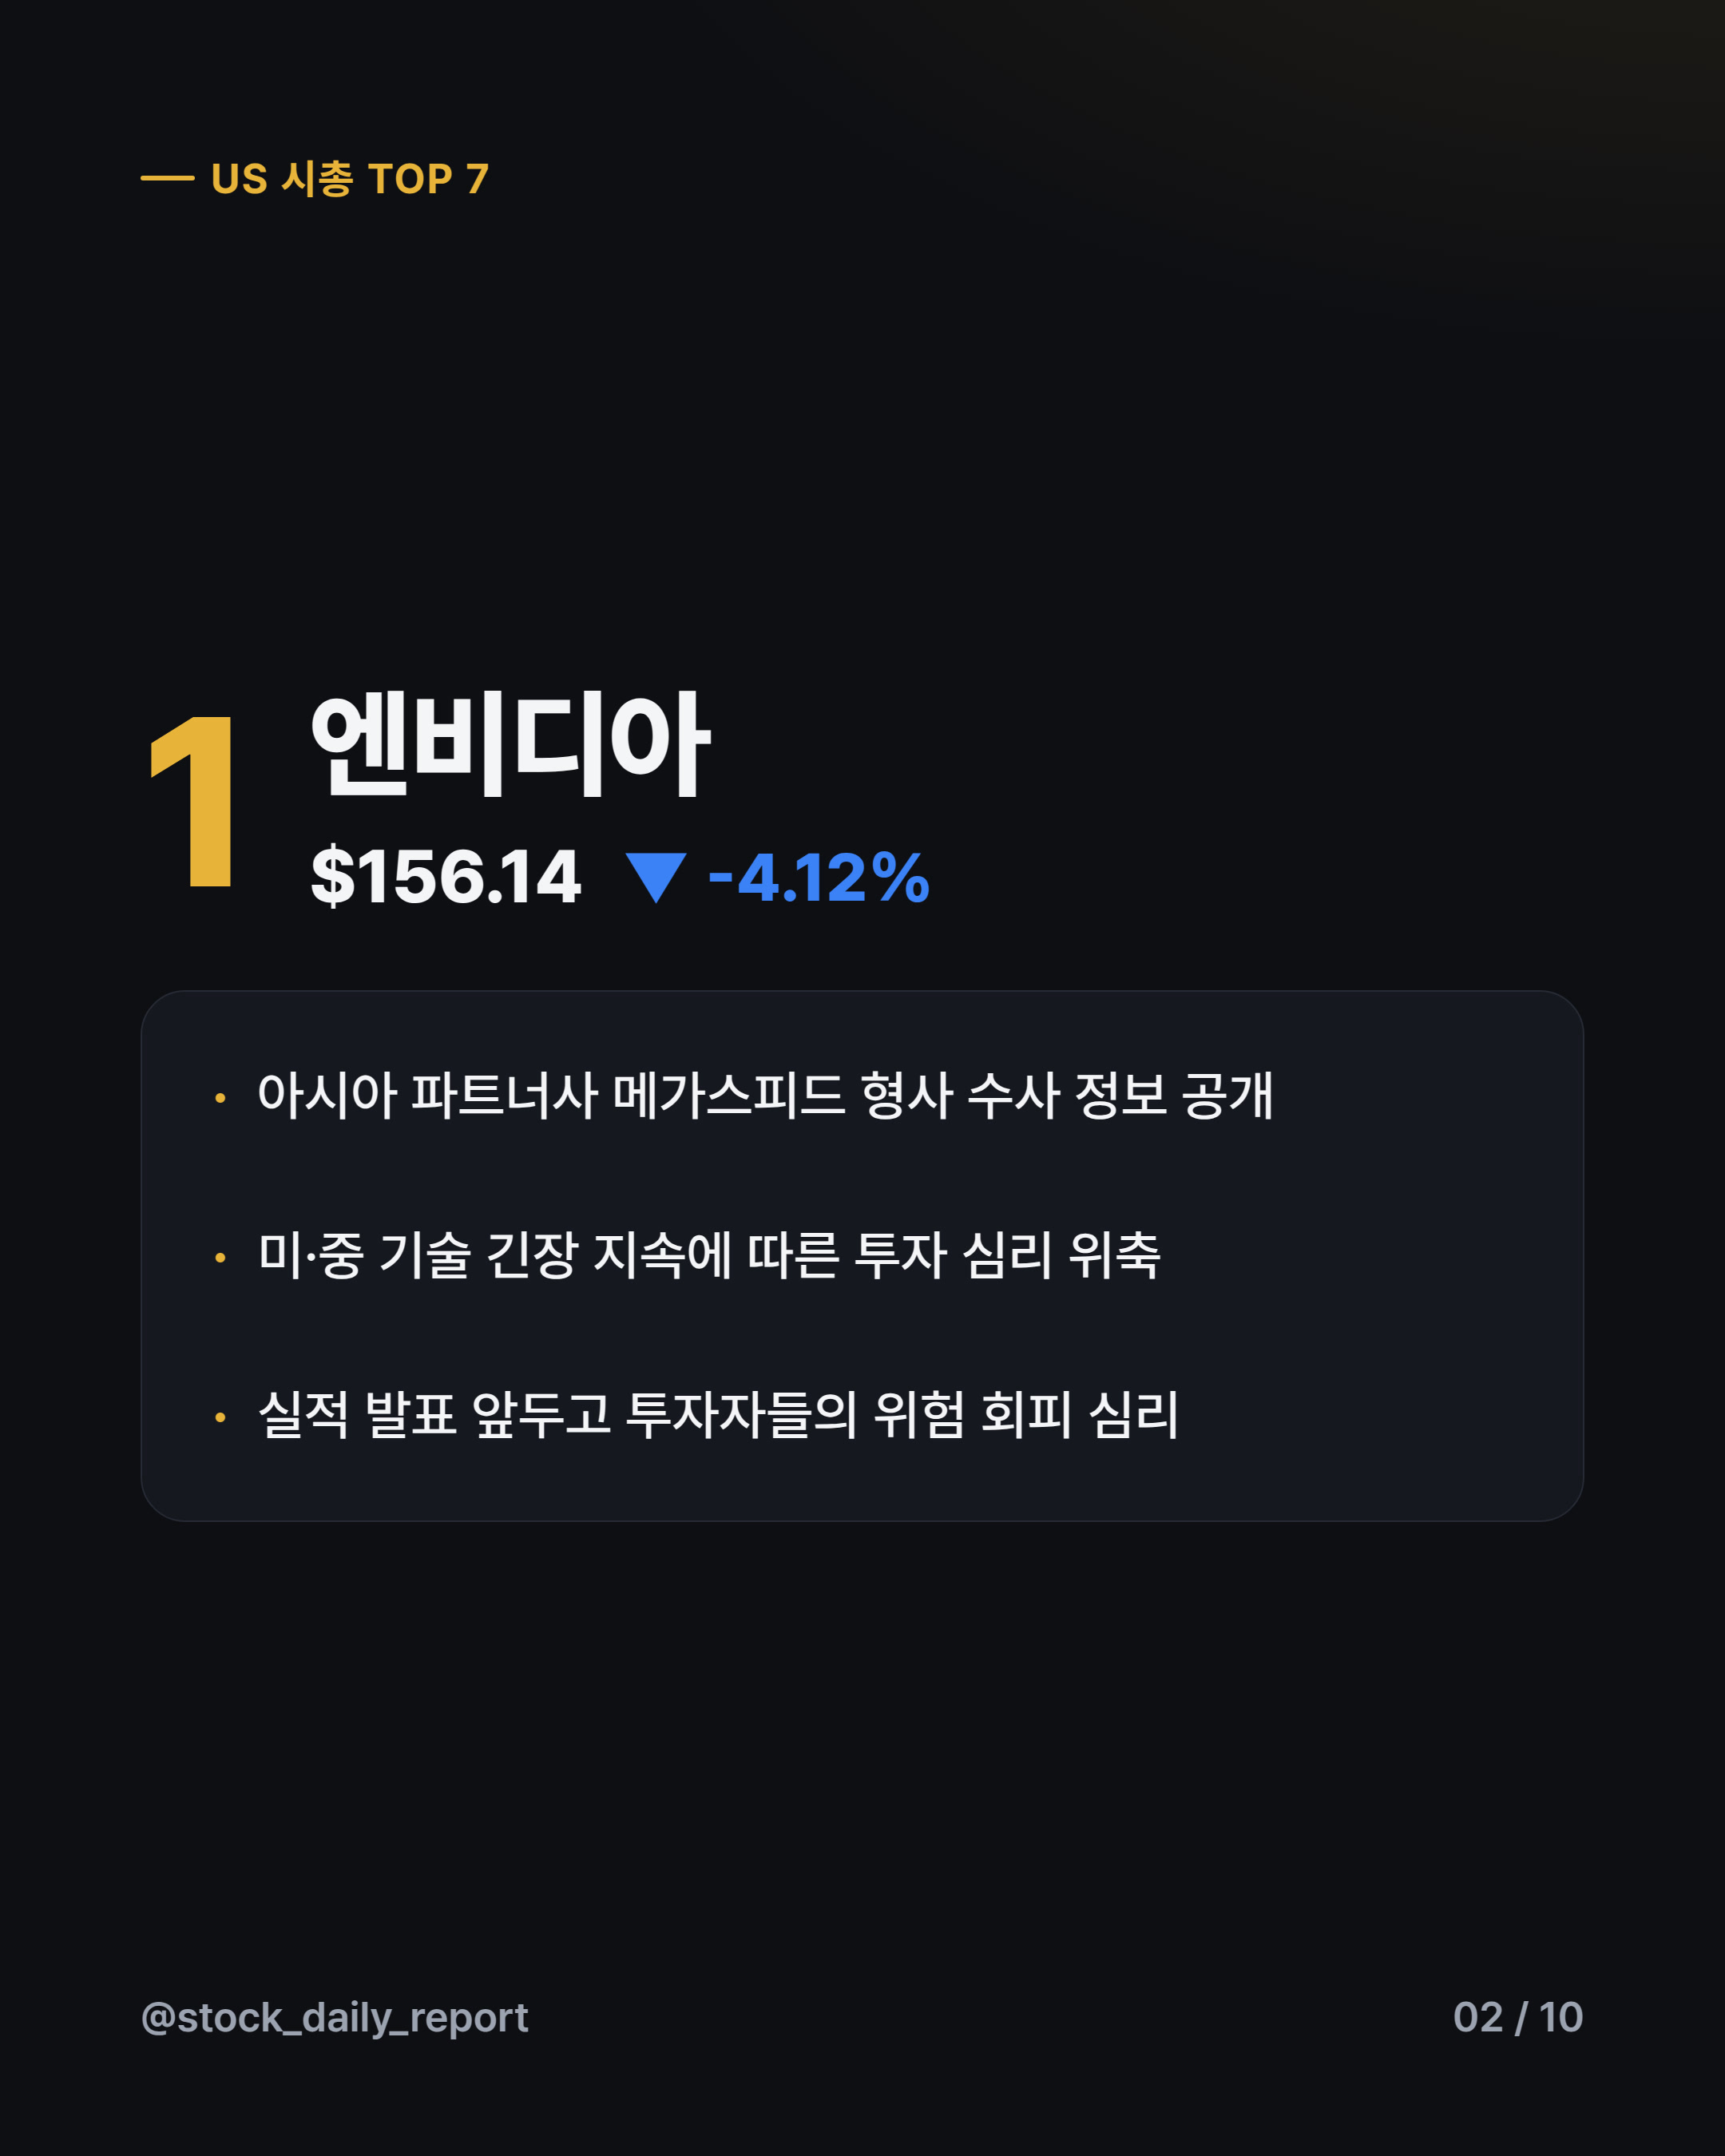 US 시총 TOP 7
1
엔비디아
$156.14 ▼ -4.12%
• 아시아 파트너사 메가스피드 형사 수사 정보 공개
• 미·중 기술 긴장 지속에 따른 투자 심리 위축
• 실적 발표 앞두고 투자자들의 위험 회피 심리
@stock_daily_report
02 / 10